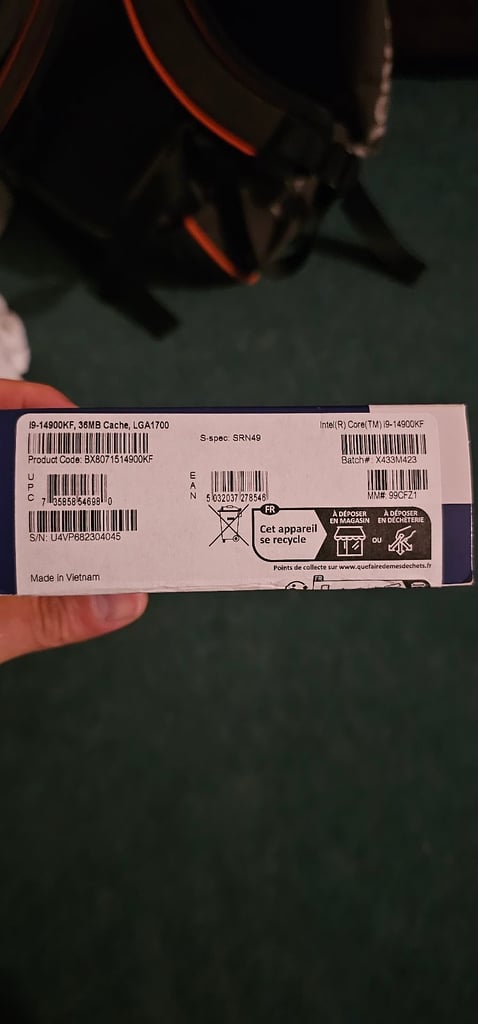 I9-14900KF, 36MB Cache, LGA1700
Intel(R) Core(TM) I9-14900KF
S-spec: SRN49
Product Code: BX8071514900KF
Batch#: X433M423
UPC
7 35858 54698 0
EAN
5 032037 278546
MM#: 99CFZ1
S/N: U4VP682304045
FR
Cet appareil
se recycle
À DÉPOSER
EN MAGASIN
OU
À DÉPOSER
EN DÉCHÈTERIE
Points de collecte sur www.quefairedemesdechets.fr
Made in Vietnam
FR